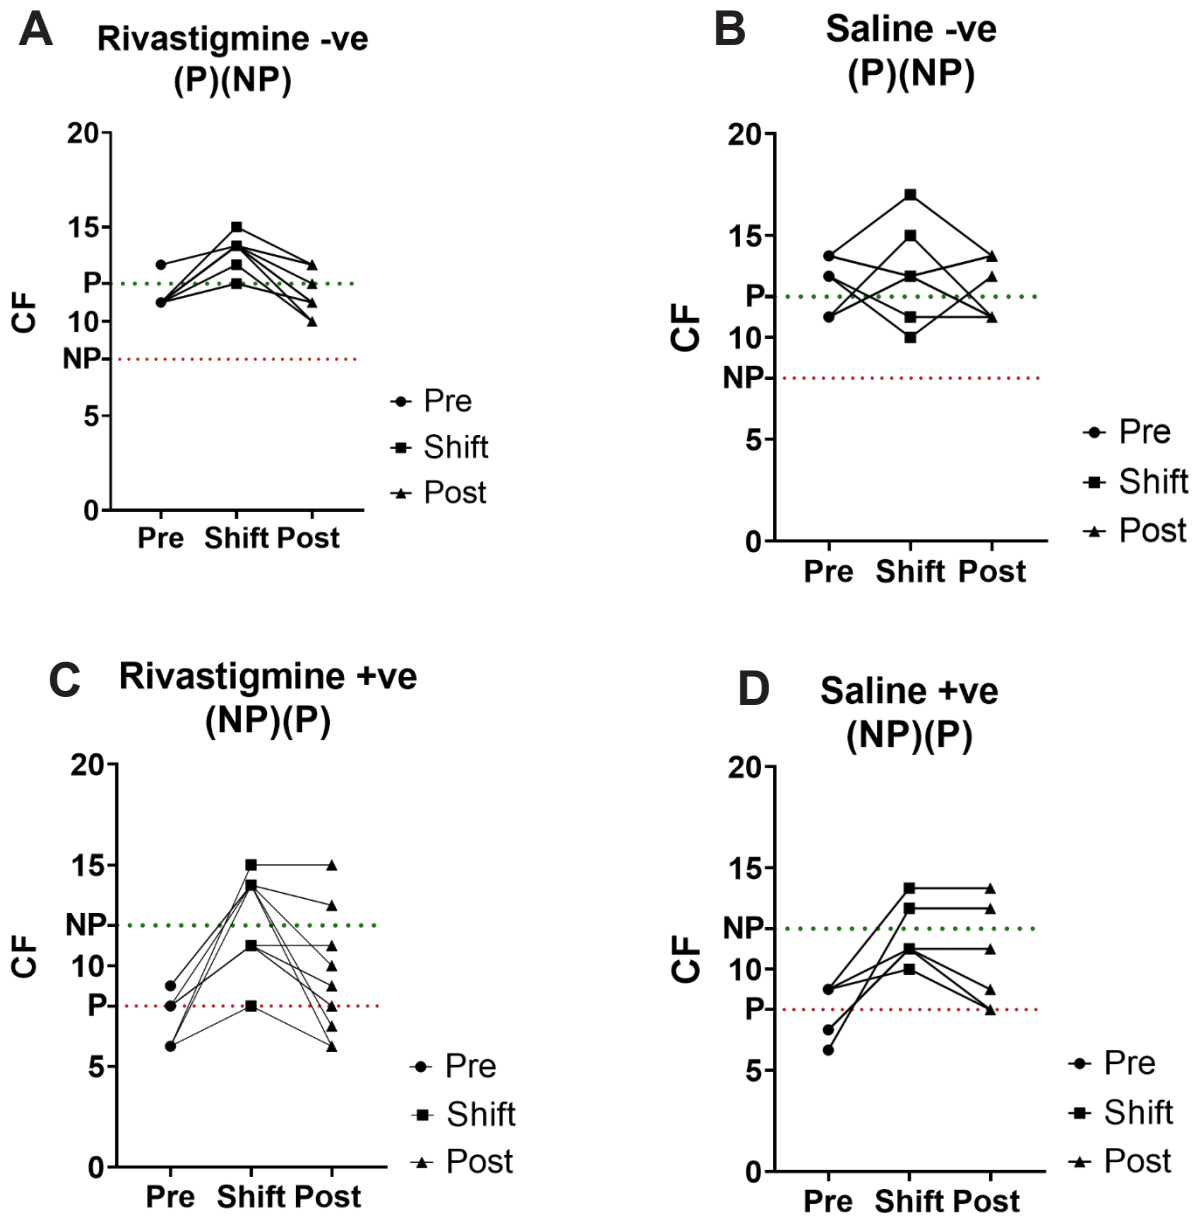 A
Rivastigmine -ve
(P)(NP)
20
15
P
10
NP
5
0
CF
Pre
Shift
Post
Pre Shift Post
B
Saline -ve
(P)(NP)
20
15
P
10
NP
5
0
CF
Pre
Shift
Post
Pre Shift Post
C
Rivastigmine +ve
(NP)(P)
20
15
NP
10
P
5
0
CF
Pre
Shift
Post
Pre Shift Post
D
Saline +ve
(NP)(P)
20
15
NP
10
P
5
0
CF
Pre
Shift
Post
Pre Shift Post